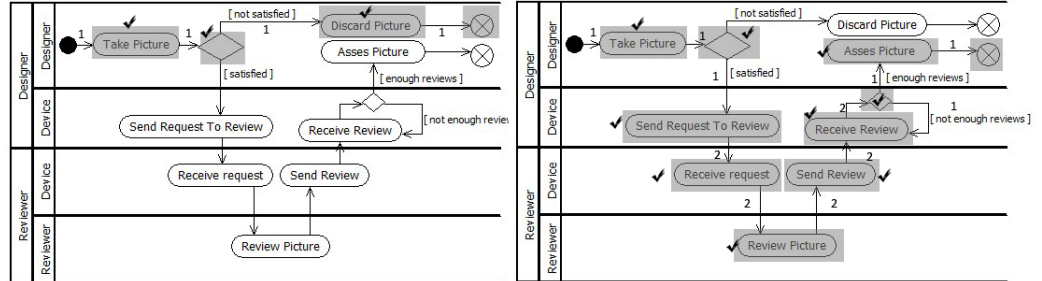 Designer
Designer
Device
Reviewer
Device
Reviewer
1
Take Picture
1
[ not satisfied ]
1
Discard Picture
1
Asses Picture
[ satisfied ]
[ enough reviews ]
Send Request To Review
Receive Review
[ not enough review
Receive request
Send Review
Review Picture
Designer
Designer
Device
Reviewer
Device
Reviewer
1
Take Picture
1
[ not satisfied ]
Discard Picture
Asses Picture
1
[ satisfied ]
1
1
[ enough reviews ]
Send Request To Review
2
1
[ not enough reviews ]
Receive Review
2
2
Receive request
Send Review
2
2
Review Picture